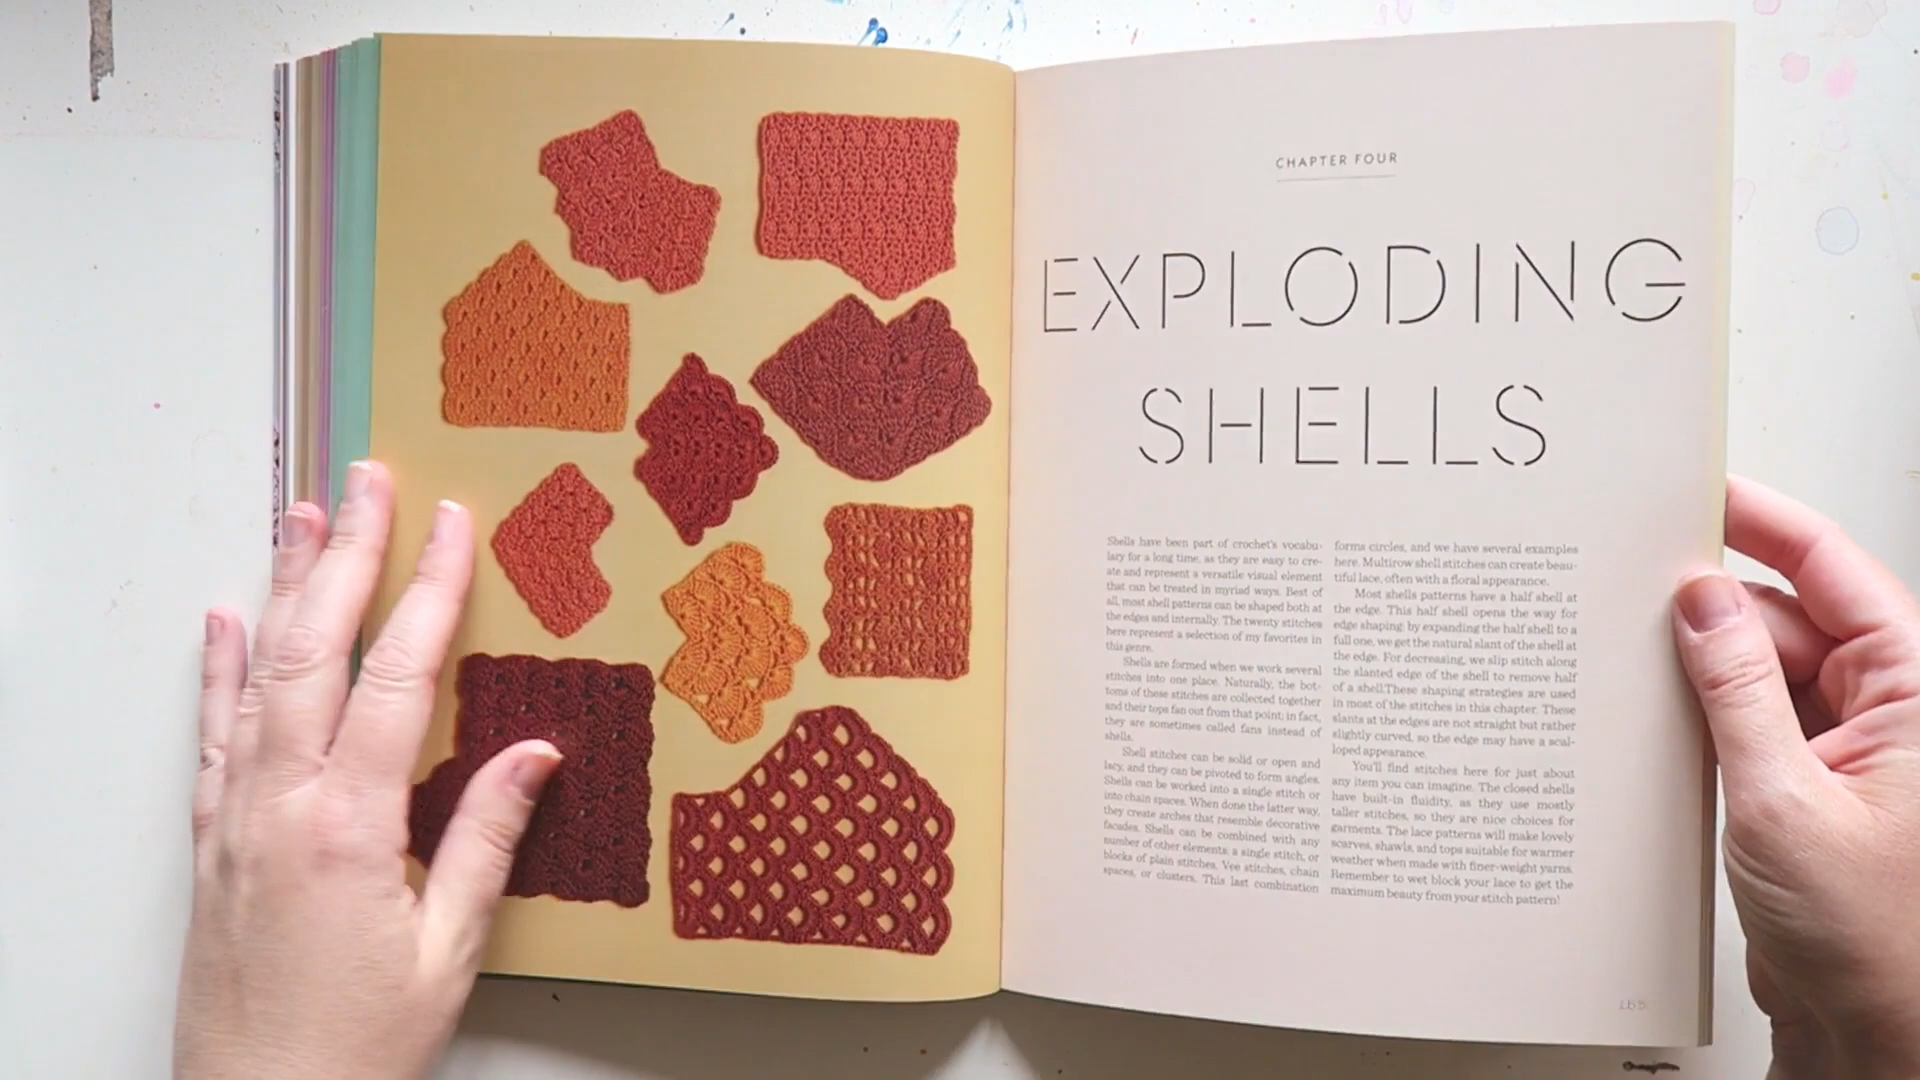 CHAPTER FOUR
EXPLODING
SHELLS
Shells have been part of crochet's vocabu-
lary for a long time, as they are easy to cre-
ate and represent a versatile visual element
that can be treated in myriad ways. Best of
all, most shell patterns can be shaped both at
the edges and internally. The twenty stitches
here represent a selection of my favorites in
this genre.
Shells are formed when we work several
stitches into one place. Naturally, the bot-
toms of these stitches are collected together
and their tops fan out from that point; in fact,
they are sometimes called fans instead of
shells.
Shell stitches can be solid or open and
lacy, and they can be pivoted to form angles.
Shells can be worked into a single stitch or
into chain spaces. When done the latter way,
they create arches that resemble decorative
facades. Shells can be combined with any
number of other elements: a single stitch, or
blocks of plain stitches, Vee stitches, chain
spaces, or clusters. This last combination
forms circles, and we have several examples
here. Multirow shell stitches can create beau-
tiful lace, often with a floral appearance.
Most shells patterns have a half shell at
the edge. This half shell opens the way for
edge shaping: by expanding the half shell to a
full one, we get the natural slant of the shell at
the edge. For decreasing, we slip stitch along
the slanted edge of the shell to remove half
of a shell.These shaping strategies are used
in most of the stitches in this chapter. These
slants at the edges are not straight but rather
slightly curved, so the edge may have a scal-
loped appearance.
You'll find stitches here for just about
any item you can imagine. The closed shells
have built-in fluidity, as they use mostly
taller stitches, so they are nice choices for
garments. The lace patterns will make lovely
scarves, shawls, and tops suitable for warmer
weather when made with finer-weight yarns.
Remember to wet block your lace to get the
maximum beauty from your stitch pattern!